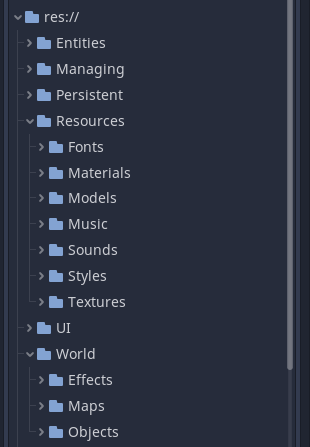 res://
Entities
Managing
Persistent
Resources
Fonts
Materials
Models
Music
Sounds
Styles
Textures
UI
World
Effects
Maps
Objects